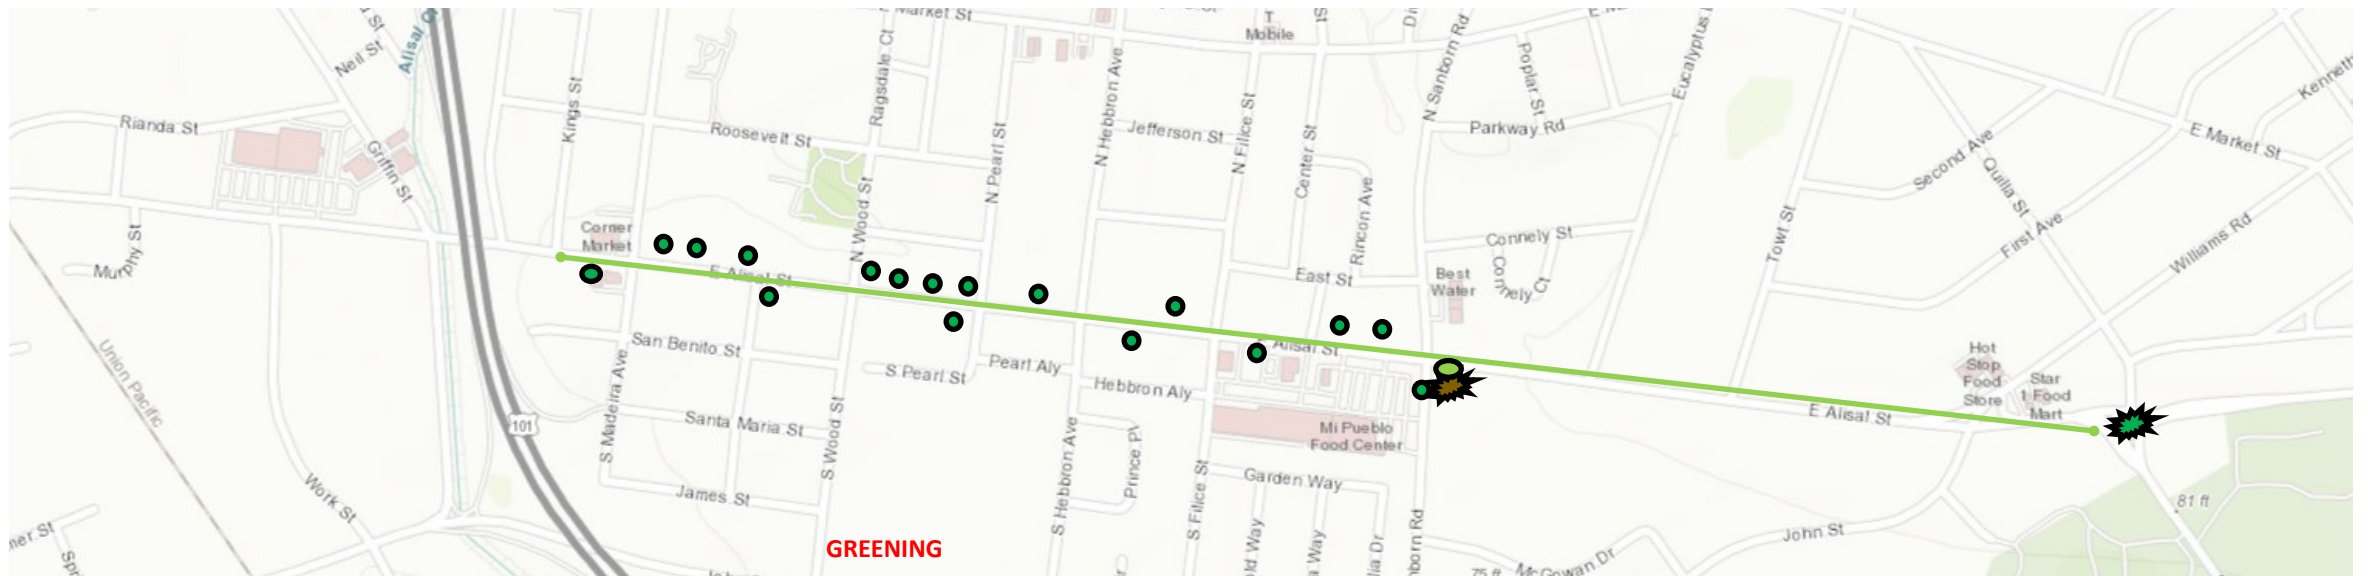 E Market St
T
Mobile
Neil St
Alisal
Kings St
Ragsdale Ct
N Hebbron Ave
N Sanborn Rd
Poplar St
Kenneth
Rianda St
Griffin St
Roosevelt St
N Pearl St
Jefferson St
N Filice St
Center St
Parkway Rd
Second Ave
E Market St
Quilla St
N Wood St
Rincon Ave
Connely St
Towt St
First Ave
Williams Rd
Murphy St
Corner
Market
E Alisal St
East St
Best
Water
Connely Ct
Union Pacific
San Benito St
S Pearl St
Pearl Aly
Hebbron Aly
E Alisal St
Hot
Stop
Food
Store
Star
1 Food
Mart
E Alisal St
101
S Madeira Ave
Santa Maria St
S Wood St
S Hebbron Ave
Prince Pl
Mi Pueblo
Food Center
Work St
James St
S Filice St
Garden Way
81 ft
John St
GREENING
McGowan Dr
75 ft